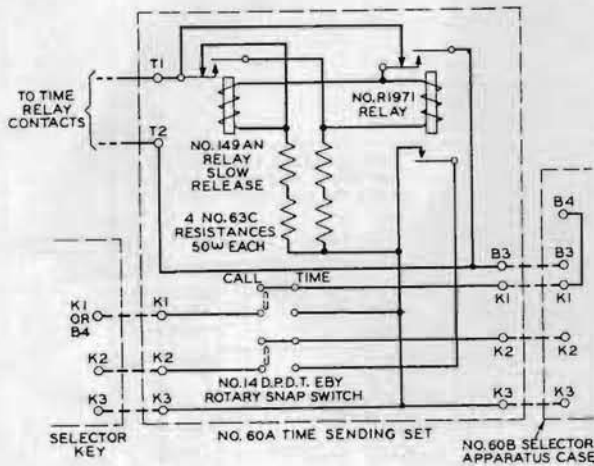 T1
TO TIME
RELAY
CONTACTS
T2
NO. R1971
RELAY
NO. 149 AN
RELAY
SLOW
RELEASE
4 NO. 63C
RESISTANCES
50W EACH
B4
B3
B3
CALL
TIME
K1
K1
K1
OR
B4
K1
K2
K2
K2
K2
NO. 14 D.P.D.T. EBY
ROTARY SNAP SWITCH
K3
K3
K3
K3
SELECTOR
KEY
NO. 60A TIME SENDING SET
NO. 60B SELECTOR
APPARATUS CASE